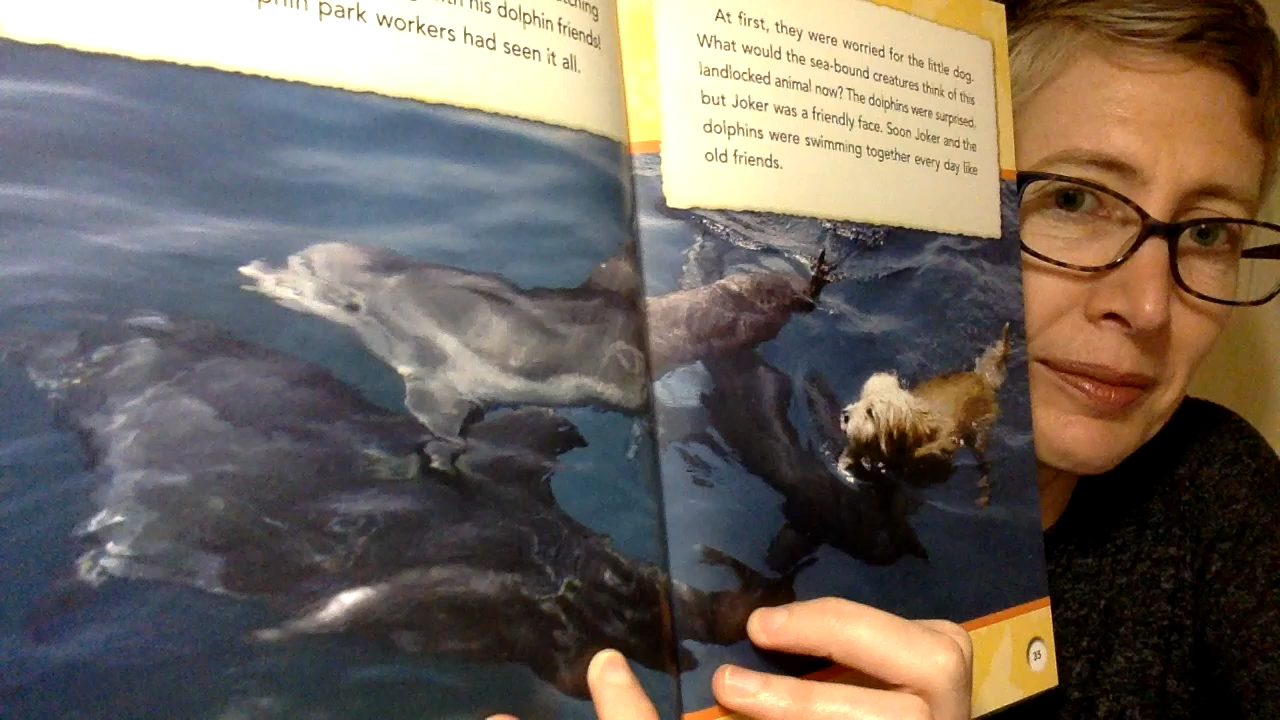 his dolphin friends!
park workers had seen it all.
At first, they were worried for the little dog.
What would the sea-bound creatures think of this
landlocked animal now? The dolphins were surprised,
but Joker was a friendly face. Soon Joker and the
dolphins were swimming together every day like
old friends.
35